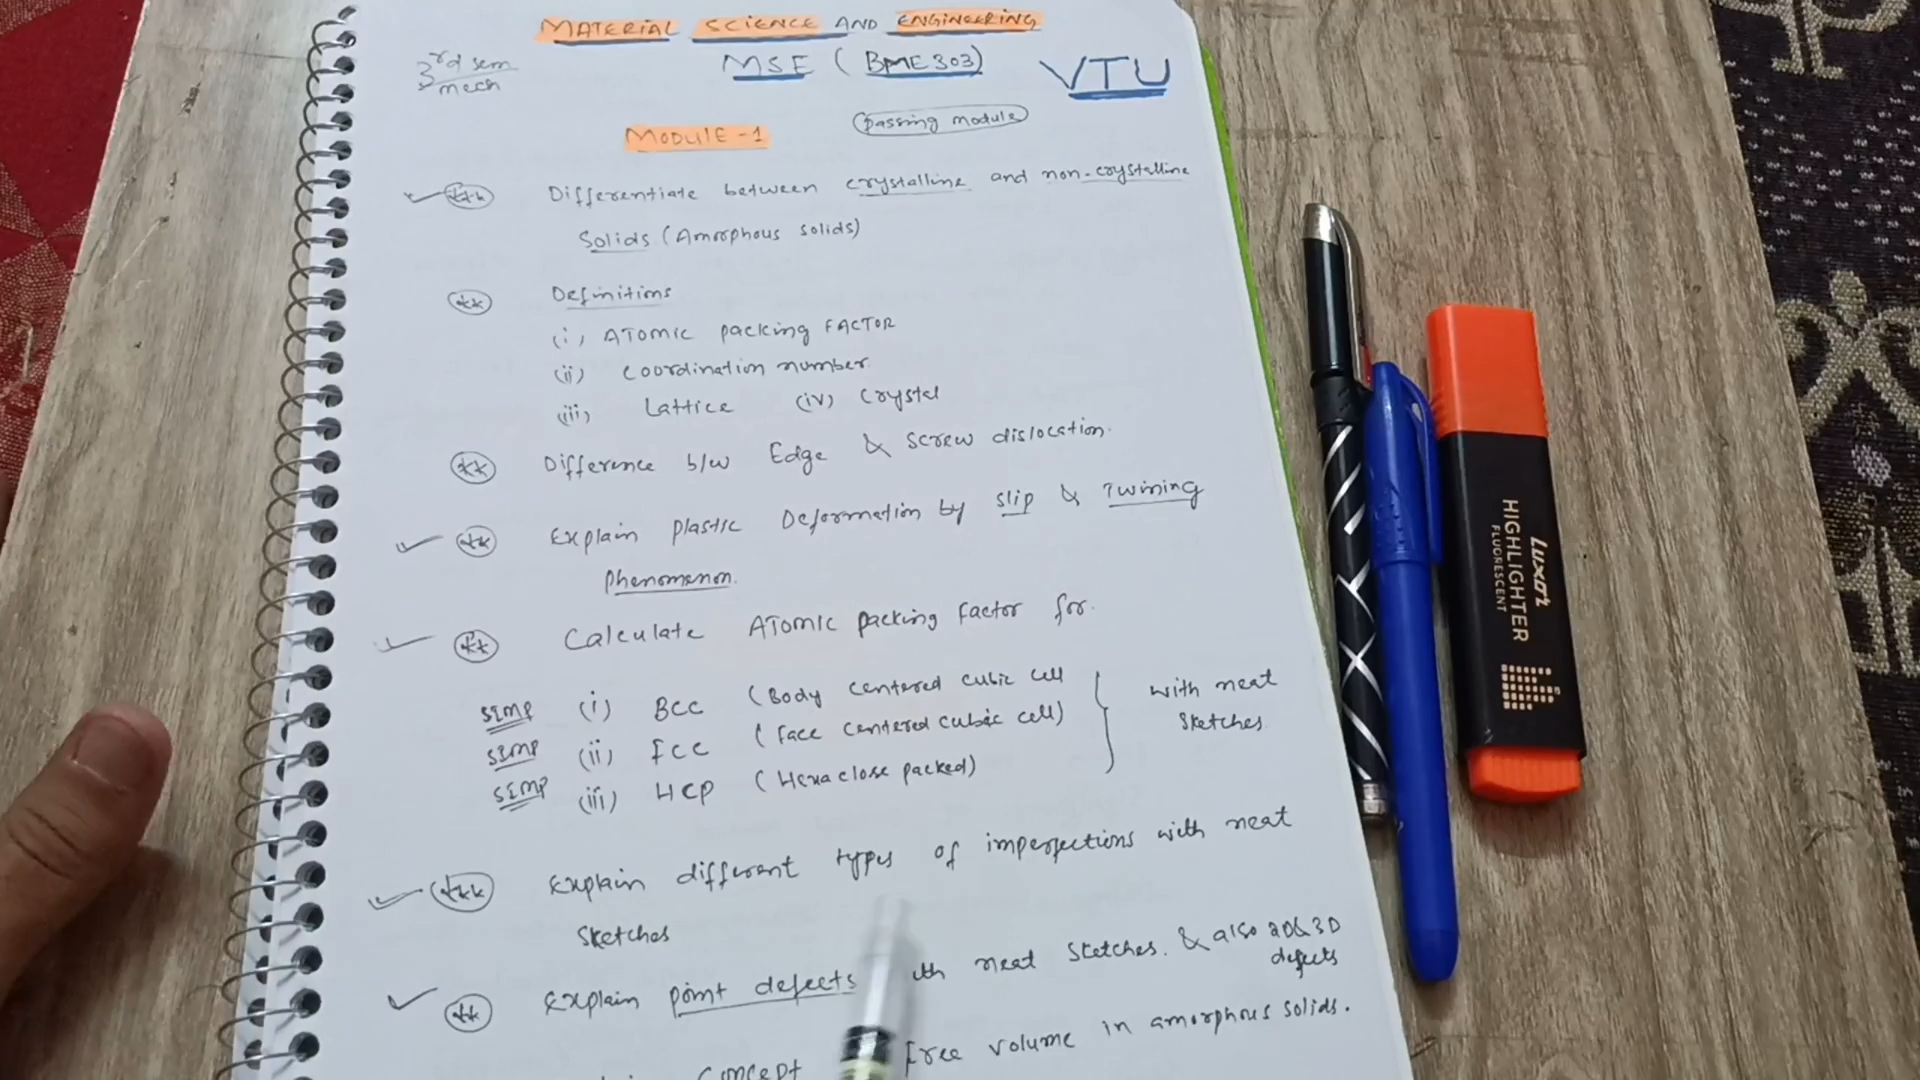 MATERIAL SCIENCE AND ENGINEERING
3rd sem mech
MSE (BME303)
VTU
passing module
MODULE-1
*** Differentiate between crystalline and non-crystalline
Solids (Amorphous solids)
** Definitions
(i) ATOMIC packing FACTOR
(ii) coordination number.
(iii) Lattice (iv) Crystal
** Difference b/w Edge & Screw dislocation.
** Explain plastic Deformation by slip & Twining
phenomenon.
** Calculate ATOMIC packing Factor for.
SIMP (i) BCC (Body centered cubic cell
SIMP (ii) FCC (Face centered cubic cell)
SIMP (iii) HCP (Hexa close packed)
with neat
sketches.
*** Explain different types of imperfections with neat
sketches
** Explain point defects with neat sketches. & also 2D&3D
defects
concept free volume in amorphous solids.
Luxor
HIGHLIGHTER
FLUORESCENT